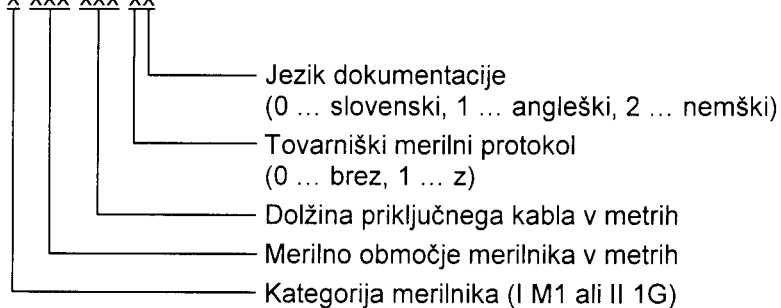 x xxx xxx xx
Jezik dokumentacije
(0 ... slovenski, 1 ... angleški, 2 ... nemški)
Tovarniški merilni protokol
(0 ... brez, 1 ... z)
Dolžina priključnega kabla v metrih
Merilno območje merilnika v metrih
Kategorija merilnika (I M1 ali II 1G)